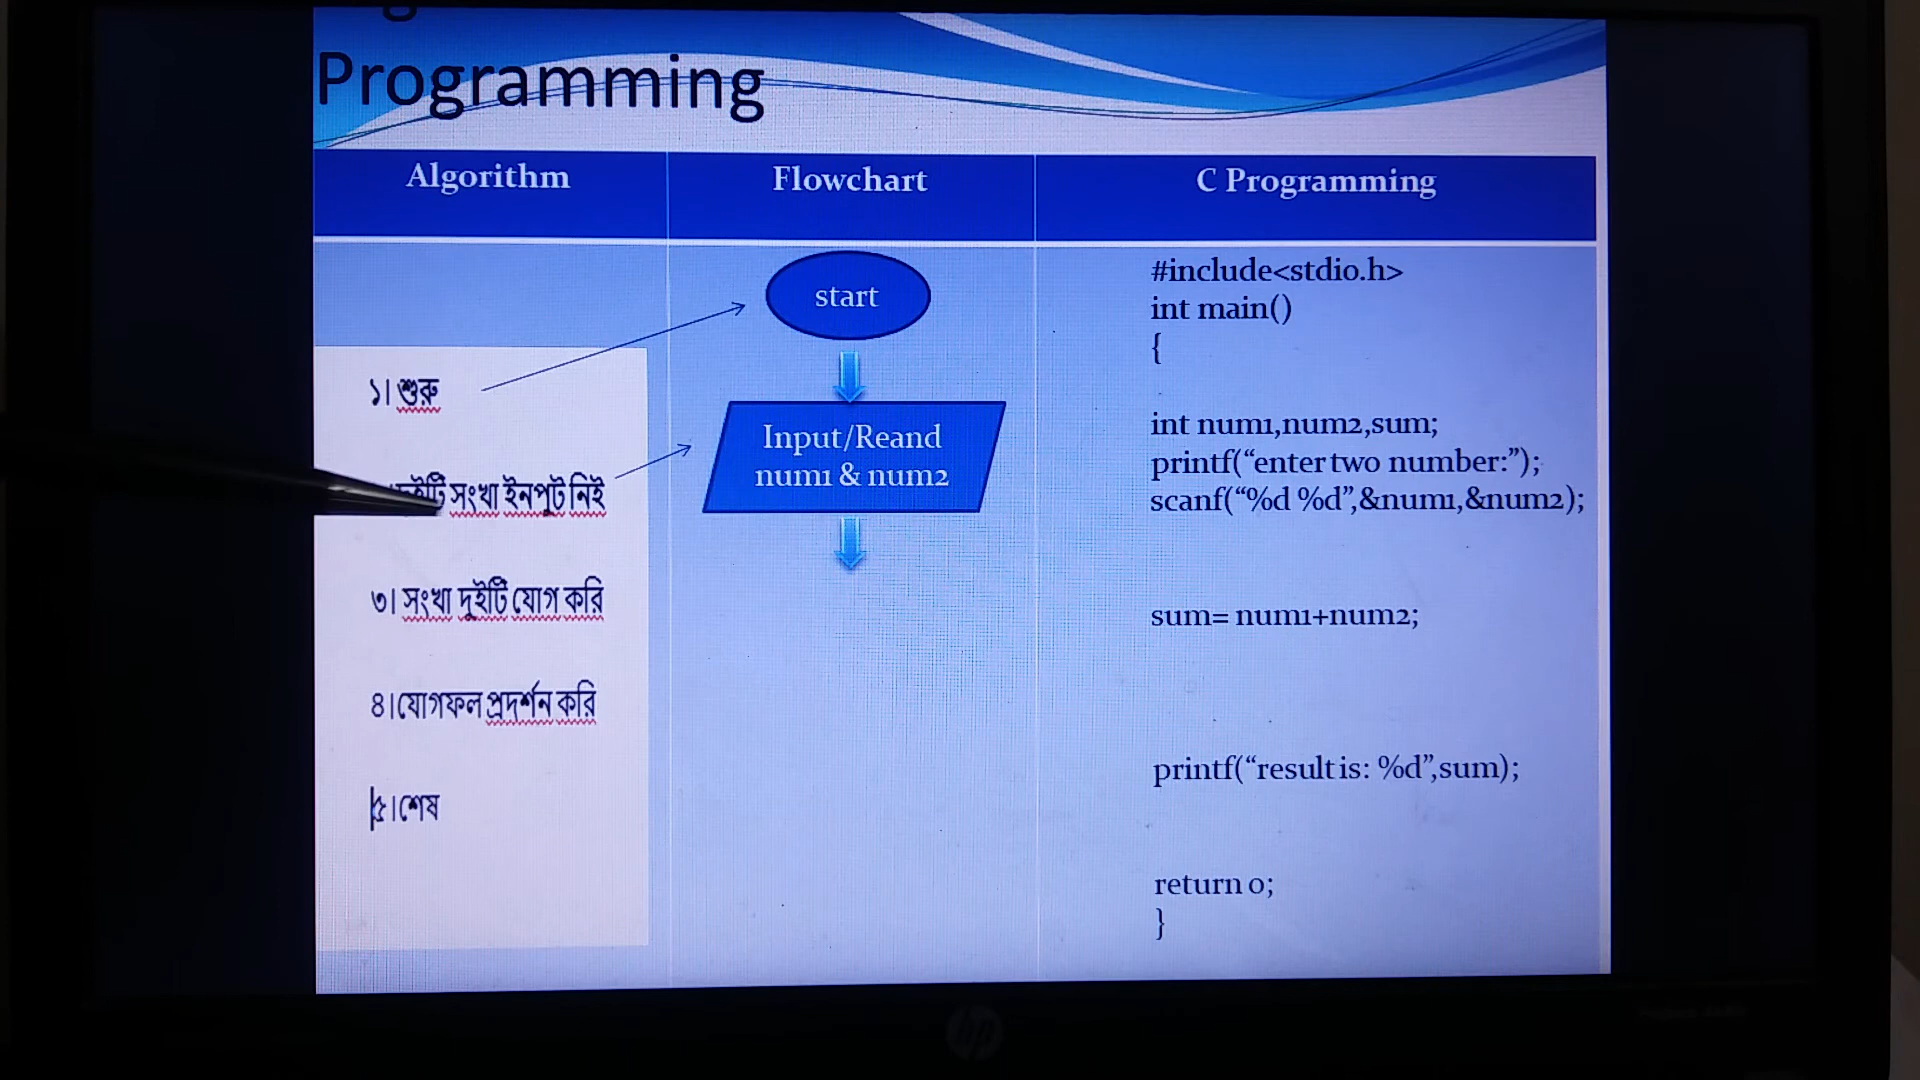 Programming
Algorithm
Flowchart
C Programming
১। শুরু
দুইটি সংখা ইনপুট নিই
৩। সংখা দুইটি যোগ করি
৪।যোগফল প্রদর্শন করি
৫।শেষ
start
Input/Reand
num1 & num2
#include<stdio.h>
int main()
{
int num1,num2,sum;
printf(“enter two number:”);
scanf(“%d %d”,&num1,&num2);
sum= num1+num2;
printf(“result is: %d”,sum);
return 0;
}
hp